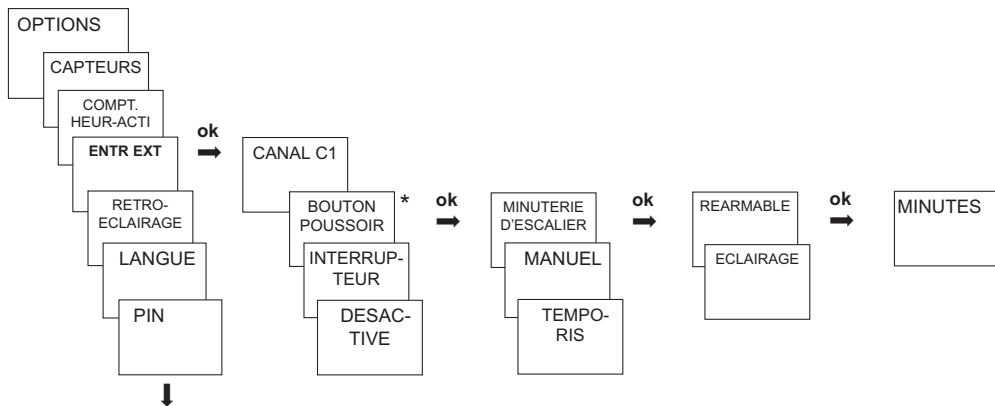 OPTIONS
CAPTEURS
COMPT.
HEUR-ACTI
ENTR EXT
RETRO-
ECLAIRAGE
LANGUE
PIN
ok
CANAL C1
BOUTON
POUSSOIR
*
INTERRUP-
TEUR
DESAC-
TIVE
ok
MINUTERIE
D'ESCALIER
MANUEL
TEMPO-
RIS
ok
REARMABLE
ECLAIRAGE
ok
MINUTES